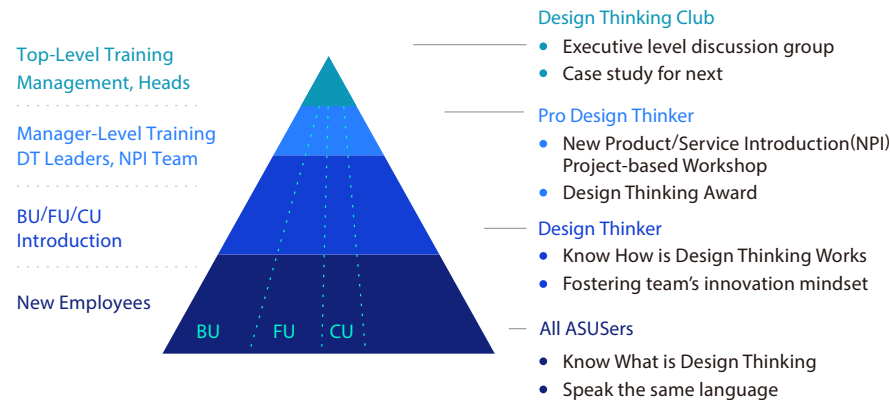 Top-Level Training
Management, Heads
Manager-Level Training
DT Leaders, NPI Team
BU/FU/CU
Introduction
New Employees
BU
FU
CU
Design Thinking Club
Executive level discussion group
Case study for next
Pro Design Thinker
New Product/Service Introduction(NPI)
Project-based Workshop
Design Thinking Award
Design Thinker
Know How is Design Thinking Works
Fostering team’s innovation mindset
All ASUSers
Know What is Design Thinking
Speak the same language